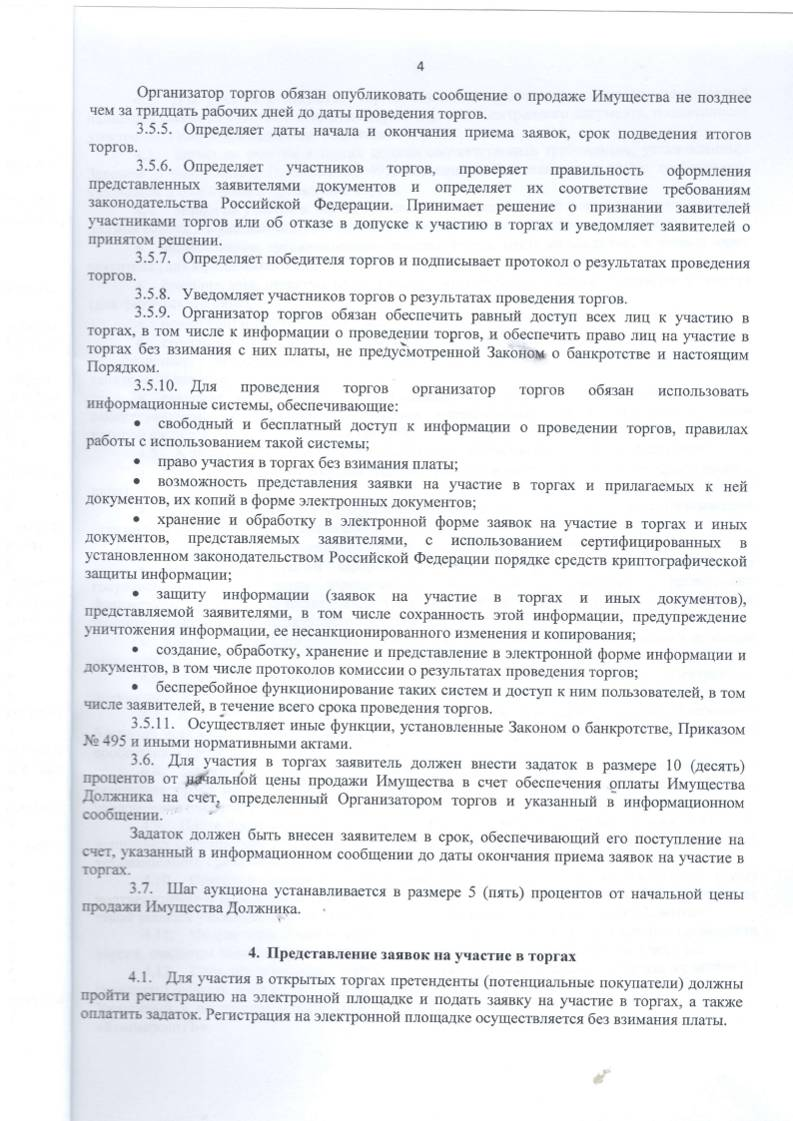 4
Организатор торгов обязан опубликовать сообщение о продаже Имущества не позднее
чем за тридцать рабочих дней до даты проведения торгов.
3.5.5. Определяет даты начала и окончания приема заявок, срок подведения итогов
торгов.
3.5.6. Определяет участников торгов, проверяет правильность оформления
представленных заявителями документов и определяет их соответствие требованиям
законодательства Российской Федерации. Принимает решение о признании заявителей
участниками торгов или об отказе в допуске к участию в торгах и уведомляет заявителей о
принятом решении.
3.5.7. Определяет победителя торгов и подписывает протокол о результатах проведения
торгов.
3.5.8. Уведомляет участников торгов о результатах проведения торгов.
3.5.9. Организатор торгов обязан обеспечить равный доступ всех лиц к участию в
торгах, в том числе к информации о проведении торгов, и обеспечить право лиц на участие в
торгах без взимания с них платы, не предусмотренной Законом о банкротстве и настоящим
Порядком.
3.5.10. Для проведения торгов организатор торгов обязан использовать
информационные системы, обеспечивающие:
• свободный и бесплатный доступ к информации о проведении торгов, правилах
работы с использованием такой системы;
• право участия в торгах без взимания платы;
• возможность представления заявки на участие в торгах и прилагаемых к ней
документов, их копий в форме электронных документов;
• хранение и обработку в электронной форме заявок на участие в торгах и иных
документов, представляемых заявителями, с использованием сертифицированных в
установленном законодательством Российской Федерации порядке средств криптографической
защиты информации;
• защиту информации (заявок на участие в торгах и иных документов),
представляемой заявителями, в том числе сохранность этой информации, предупреждение
уничтожения информации, ее несанкционированного изменения и копирования;
• создание, обработку, хранение и представление в электронной форме информации и
документов, в том числе протоколов комиссии о результатах проведения торгов;
• бесперебойное функционирование таких систем и доступ к ним пользователей, в том
числе заявителей, в течение всего срока проведения торгов.
3.5.11. Осуществляет иные функции, установленные Законом о банкротстве, Приказом
№ 495 и иными нормативными актами.
3.6. Для участия в торгах заявитель должен внести задаток в размере 10 (десять)
процентов от начальной цены продажи Имущества в счет обеспечения оплаты Имущества
Должника на счет, определенный Организатором торгов и указанный в информационном
сообщении.
Задаток должен быть внесен заявителем в срок, обеспечивающий его поступление на
счет, указанный в информационном сообщении до даты окончания приема заявок на участие в
торгах.
3.7. Шаг аукциона устанавливается в размере 5 (пять) процентов от начальной цены
продажи Имущества Должника.
4. Представление заявок на участие в торгах
4.1. Для участия в открытых торгах претенденты (потенциальные покупатели) должны
пройти регистрацию на электронной площадке и подать заявку на участие в торгах, а также
оплатить задаток. Регистрация на электронной площадке осуществляется без взимания платы.